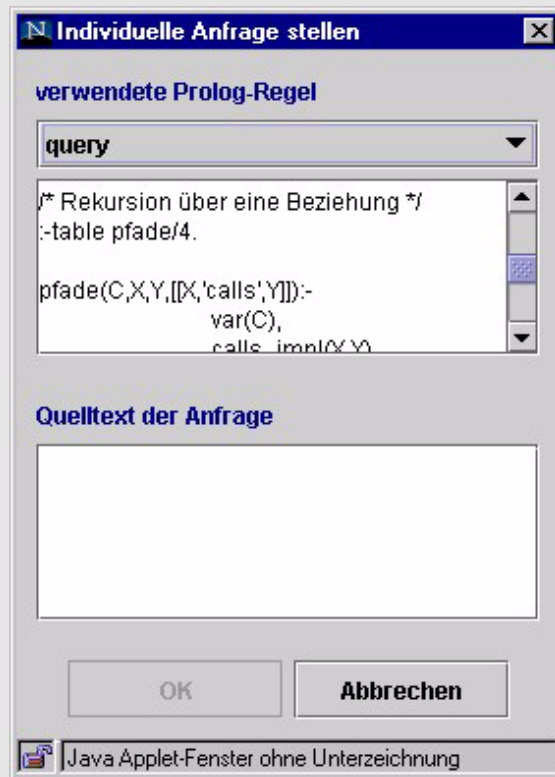 N Individuelle Anfrage stellen
verwendete Prolog-Regel
query
/* Rekursion über eine Beziehung */
:-table pfade/4.
pfade(C,X,Y,[[X,'calls',Y]]):-
var(C),
calls_impl(X,Y)
Quelltext der Anfrage
OK
Abbrechen
Java Applet-Fenster ohne Unterzeichnung